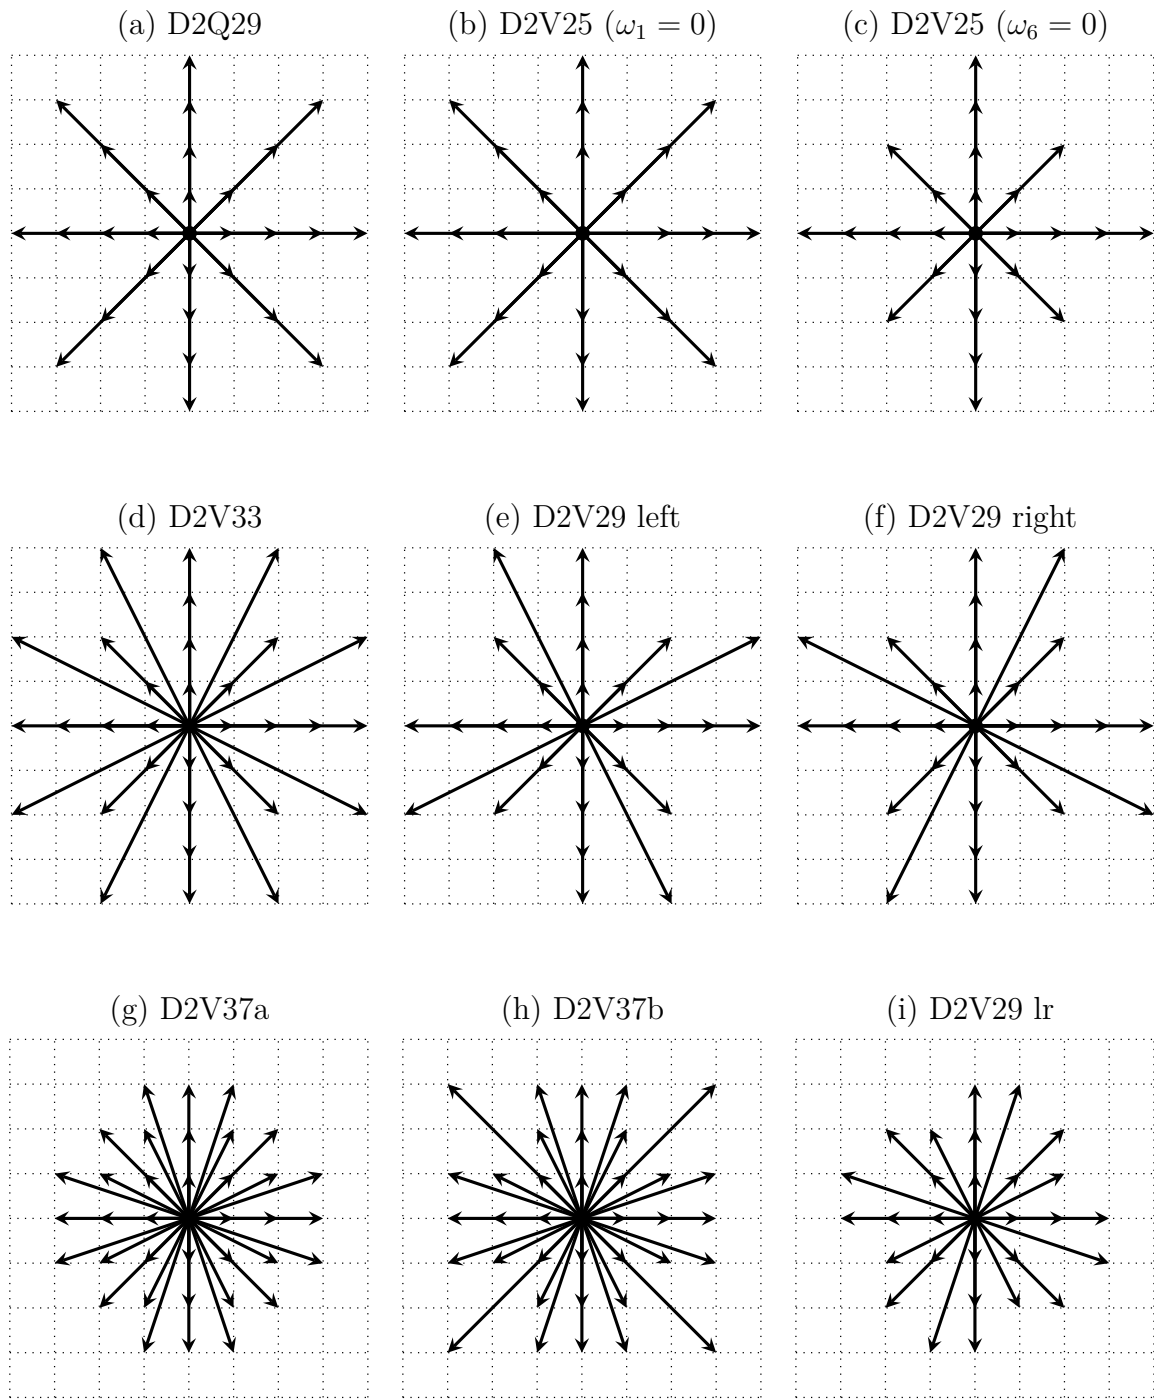 (a) D2Q29
(b) D2V25 (ω₁ = 0)
(c) D2V25 (ω₆ = 0)
(d) D2V33
(e) D2V29 left
(f) D2V29 right
(g) D2V37a
(h) D2V37b
(i) D2V29 lr